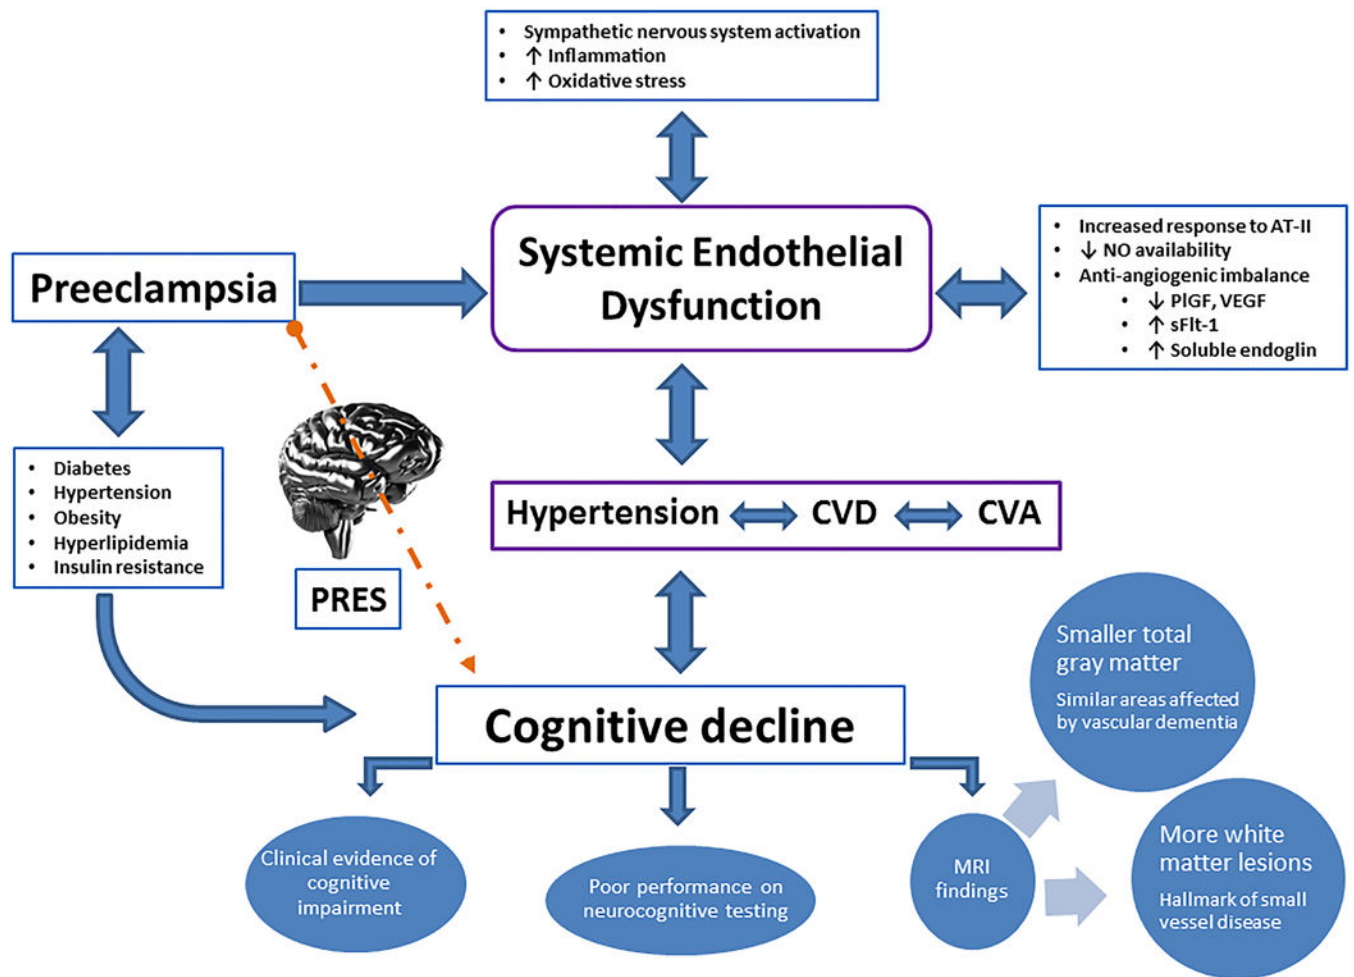 • Sympathetic nervous system activation
• ↑ Inflammation
• ↑ Oxidative stress
Systemic Endothelial
Dysfunction
• Increased response to AT-II
• ↓ NO availability
• Anti-angiogenic imbalance
• ↓ PlGF, VEGF
• ↑ sFlt-1
• ↑ Soluble endoglin
Preeclampsia
• Diabetes
• Hypertension
• Obesity
• Hyperlipidemia
• Insulin resistance
PRES
Hypertension CVD CVA
Cognitive decline
Smaller total
gray matter
Similar areas affected
by vascular dementia
Clinical evidence of
cognitive
impairment
Poor performance on
neurocognitive testing
MRI
findings
More white
matter lesions
Hallmark of small
vessel disease